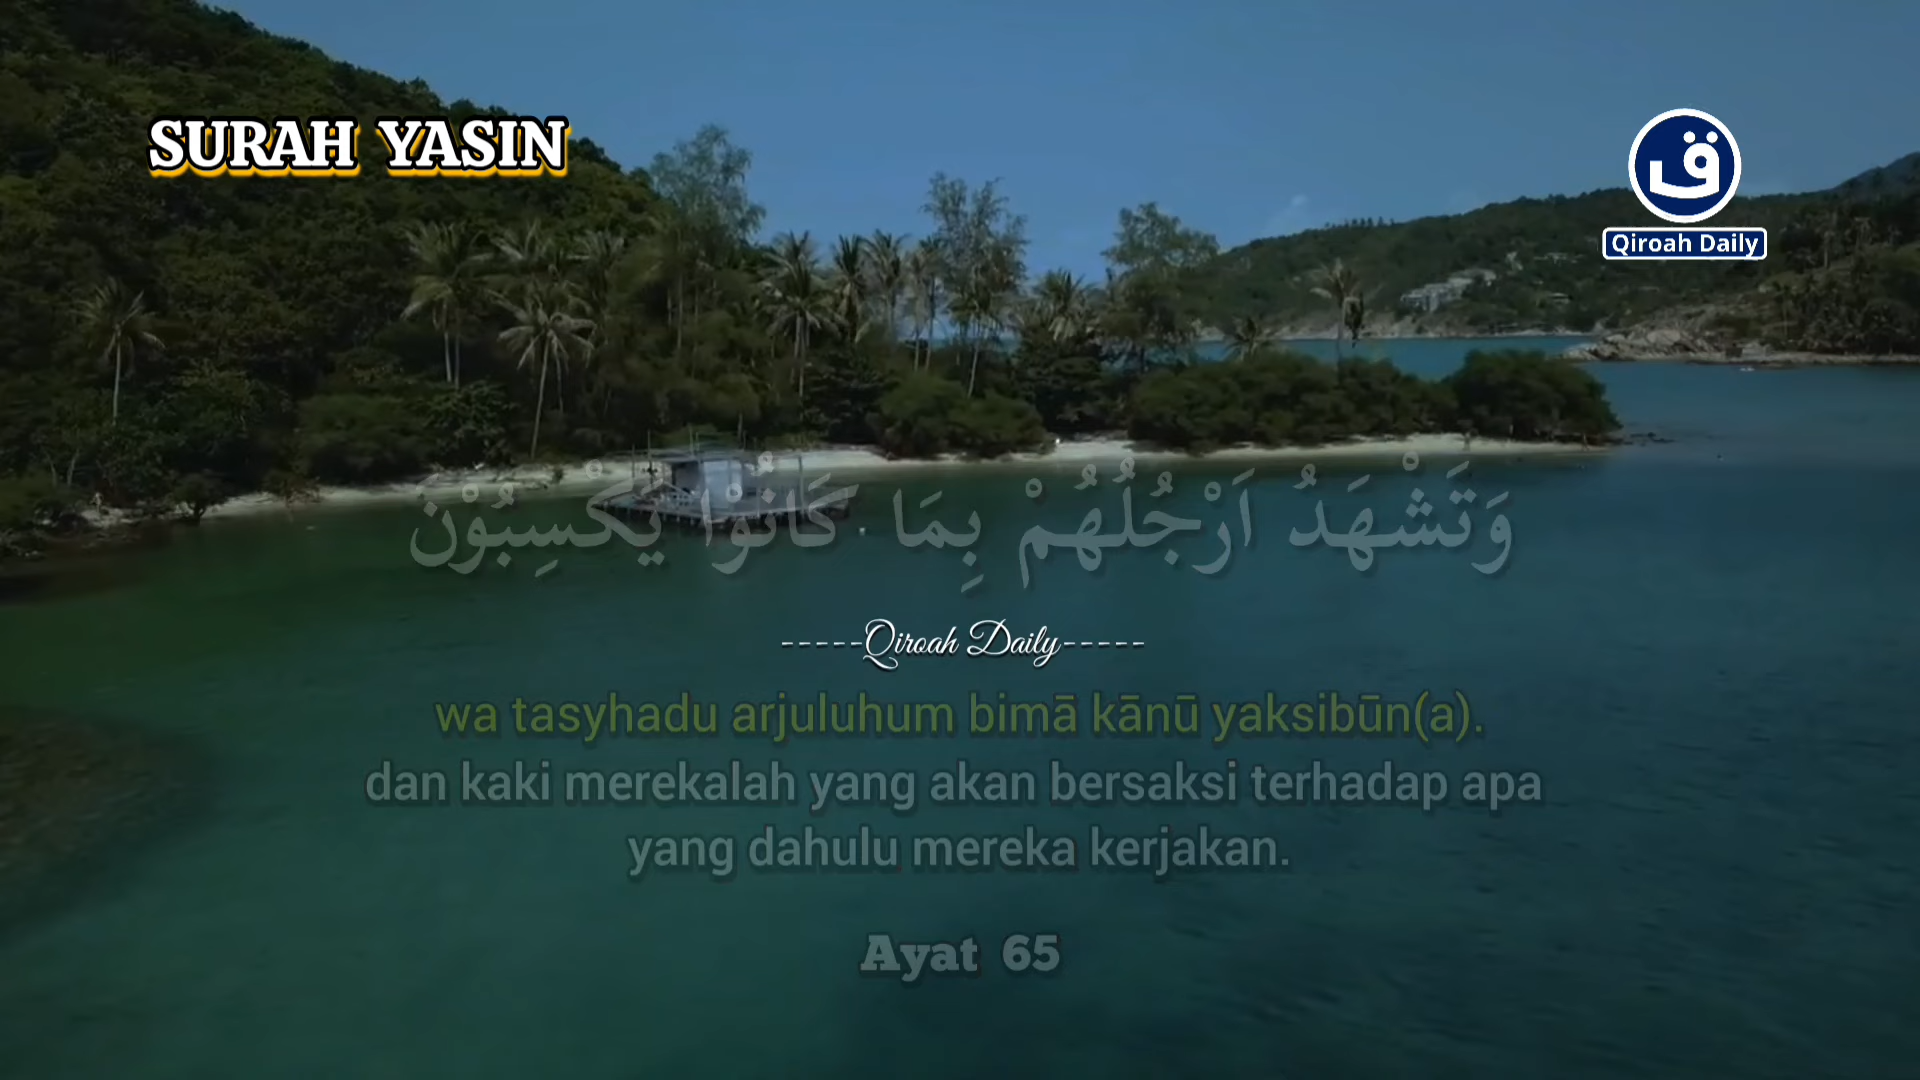 SURAH YASIN
ق
Qiroah Daily
وَتَشْهَدُ اَرْجُلُهُمْ بِمَا كَانُوْا يَكْسِبُوْنَ
-----Qiroah Daily-----
wa tasyhadu arjuluhum bimā kānū yaksibūn(a).
dan kaki merekalah yang akan bersaksi terhadap apa
yang dahulu mereka kerjakan.
Ayat 65